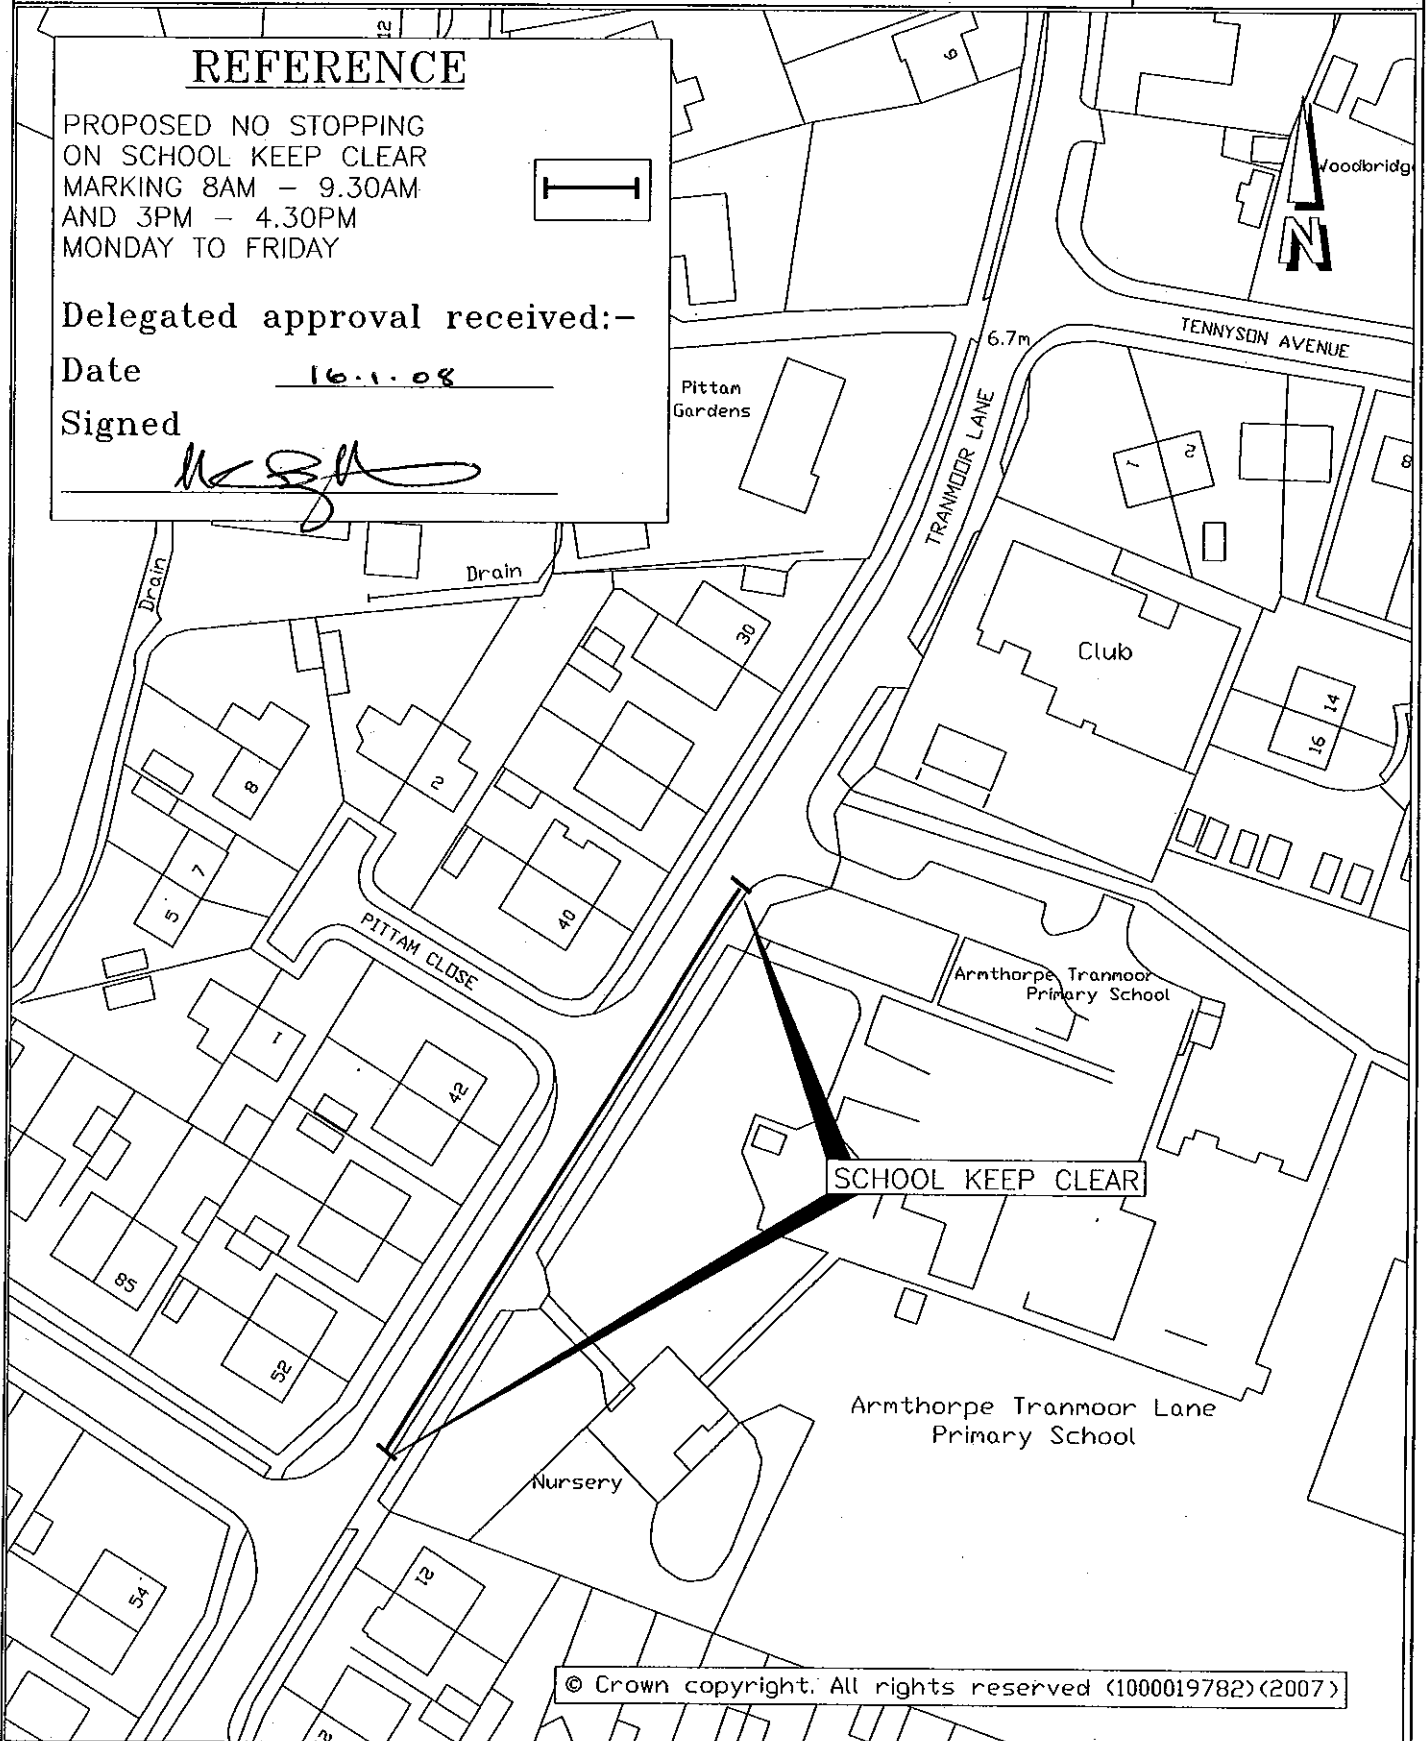 REFERENCE
PROPOSED NO STOPPING
ON SCHOOL KEEP CLEAR
MARKING 8AM - 9.30AM
AND 3PM - 4.30PM
MONDAY TO FRIDAY
Delegated approval received:-
Date 16.1.08
Signed
12
6
Woodbridge
N
TENNYSON AVENUE
6.7m
Pittam
Gardens
TRANMOOR LANE
1
2
8
Drain
Drain
30
Club
14
16
8
2
7
5
40
PITTAM CLOSE
Armthorpe Tranmoor
Primary School
1
42
SCHOOL KEEP CLEAR
85
52
Armthorpe Tranmoor Lane
Primary School
Nursery
54
12
© Crown copyright. All rights reserved (1000019782)(2007)